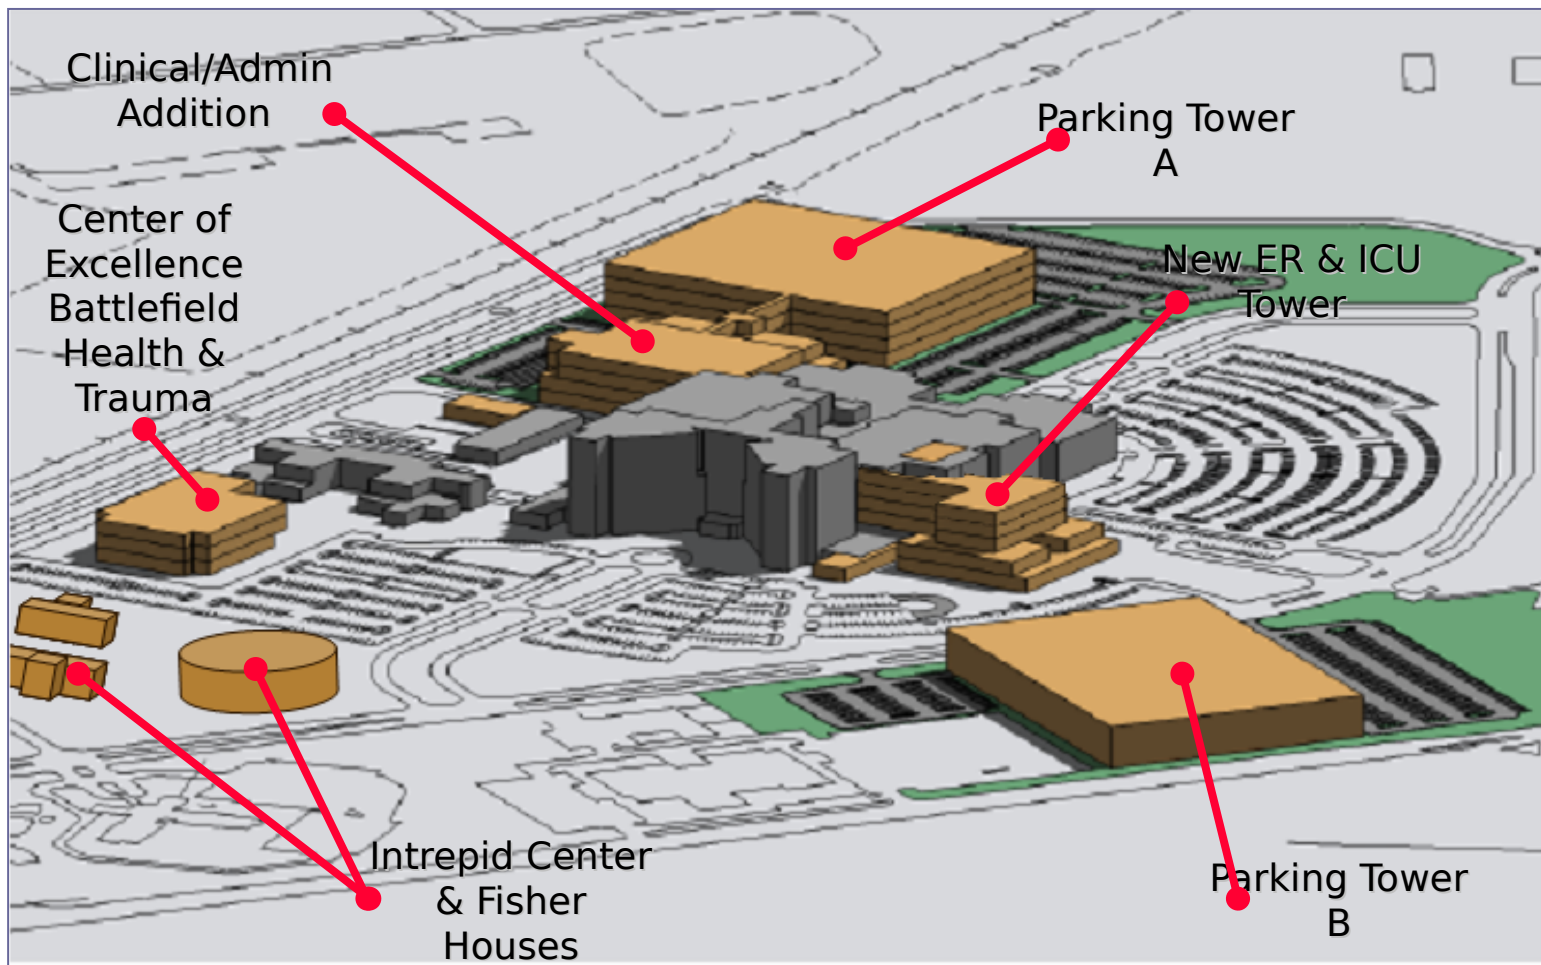 Clinical/Admin
Addition
Parking Tower
A
Center of
Excellence
Battlefield
Health &
Trauma
New ER & ICU
Tower
Intrepid Center
& Fisher
Houses
Parking Tower
B